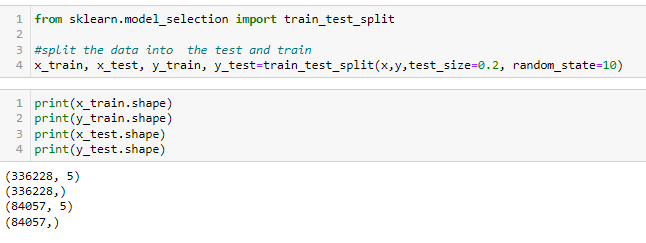 1 from sklearn.model_selection import train_test_split
2
3 #split the data into  the test and train
4 x_train, x_test, y_train, y_test=train_test_split(x,y,test_size=0.2, random_state=10)
1 print(x_train.shape)
2 print(y_train.shape)
3 print(x_test.shape)
4 print(y_test.shape)
(336228, 5)
(336228,)
(84057, 5)
(84057,)